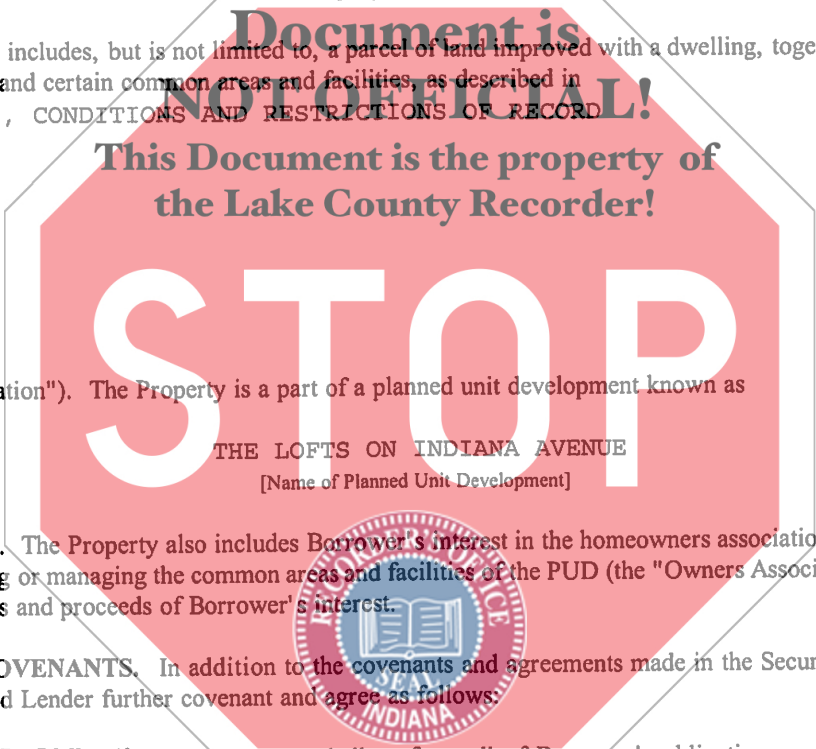 Document is
includes, but is not limited to, a parcel of land improved with a dwelling, toge
and certain common areas and facilities, as described in
NOT OFFICIAL!
, CONDITIONS AND RESTRICTIONS OF RECORD
This Document is the property of
the Lake County Recorder!
STOP
ation"). The Property is a part of a planned unit development known as
THE LOFTS ON INDIANA AVENUE
[Name of Planned Unit Development]
. The Property also includes Borrower's interest in the homeowners associatio
g or managing the common areas and facilities of the PUD (the "Owners Associ
s and proceeds of Borrower's interest.
RECORDER'S OFFICE
SEAL
INDIANA
OVENANTS. In addition to the covenants and agreements made in the Secur
d Lender further covenant and agree as follows: